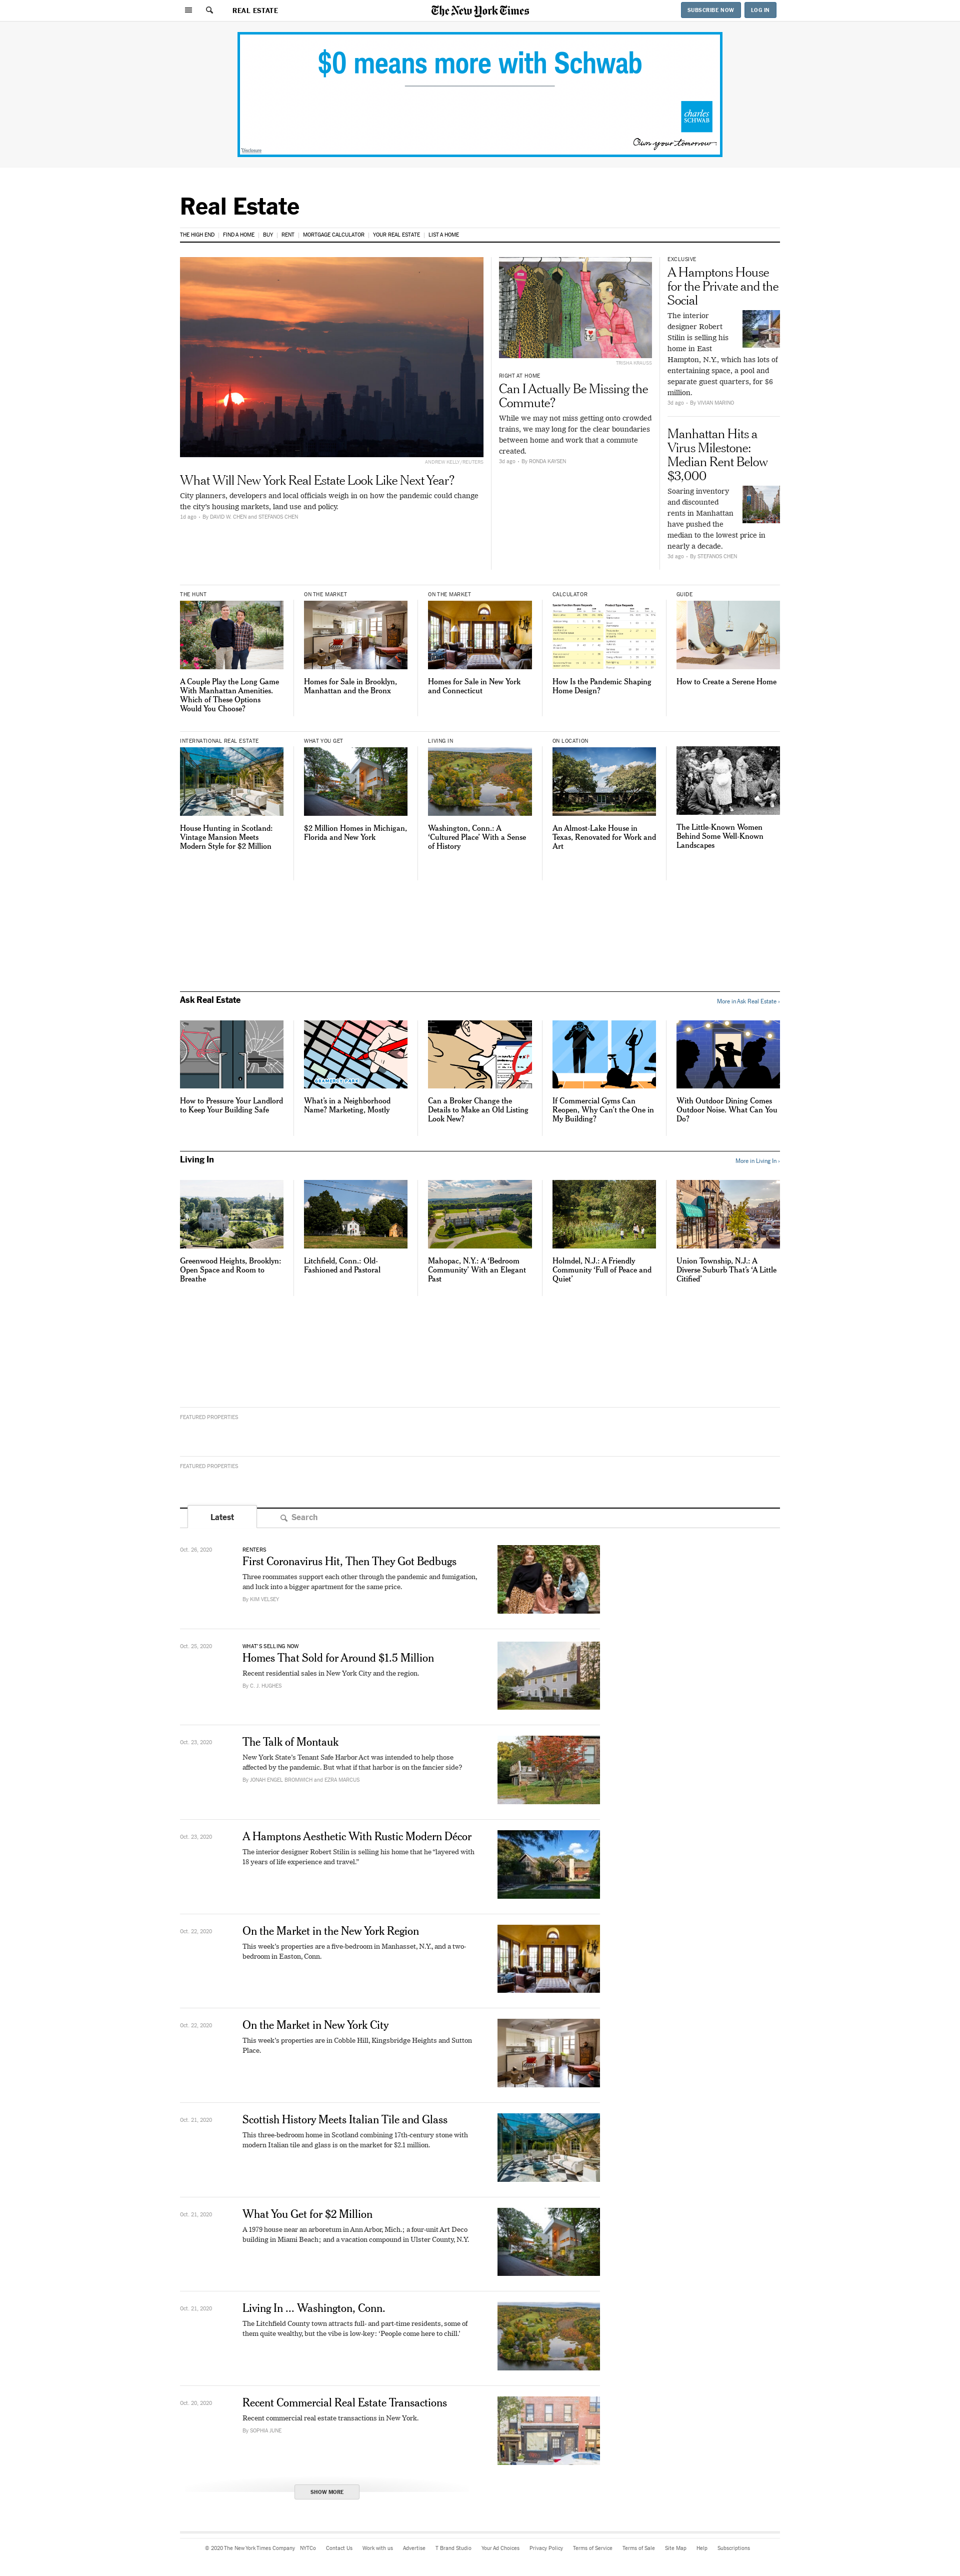 REAL ESTATE
The New York Times
SUBSCRIBE NOW
LOG IN
$0 means more with Schwab
charles
SCHWAB
Own your tomorrow
Disclosures
Real Estate
THE HIGH END
FIND A HOME
BUY
RENT
MORTGAGE CALCULATOR
YOUR REAL ESTATE
LIST A HOME
ANDREW KELLY/REUTERS
What Will New York Real Estate Look Like Next Year?
City planners, developers and local officials weigh in on how the pandemic could change
the city's housing markets, land use and policy.
1d ago - By DAVID W. CHEN and STEFANOS CHEN
TRISHA KRAUSS
RIGHT AT HOME
Can I Actually Be Missing the
Commute?
While we may not miss getting onto crowded
trains, we may long for the clear boundaries
between home and work that a commute
created.
3d ago - By RONDA KAYSEN
EXCLUSIVE
A Hamptons House
for the Private and the
Social
The interior
designer Robert
Stilin is selling his
home in East
Hampton, N.Y., which has lots of
entertaining space, a pool and
separate guest quarters, for $6
million.
3d ago - By VIVIAN MARINO
Manhattan Hits a
Virus Milestone:
Median Rent Below
$3,000
Soaring inventory
and discounted
rents in Manhattan
have pushed the
median to the lowest price in
nearly a decade.
3d ago - By STEFANOS CHEN
THE HUNT
A Couple Play the Long Game
With Manhattan Amenities.
Which of These Options
Would You Choose?
ON THE MARKET
Homes for Sale in Brooklyn,
Manhattan and the Bronx
ON THE MARKET
Homes for Sale in New York
and Connecticut
CALCULATOR
How Is the Pandemic Shaping
Home Design?
GUIDE
How to Create a Serene Home
INTERNATIONAL REAL ESTATE
House Hunting in Scotland:
Vintage Mansion Meets
Modern Style for $2 Million
WHAT YOU GET
$2 Million Homes in Michigan,
Florida and New York
LIVING IN
Washington, Conn.: A
‘Cultured Place’ With a Sense
of History
ON LOCATION
An Almost-Lake House in
Texas, Renovated for Work and
Art
The Little-Known Women
Behind Some Well-Known
Landscapes
Ask Real Estate
More in Ask Real Estate ›
GRAMERCY PARK
How to Pressure Your Landlord
to Keep Your Building Safe
What's in a Neighborhood
Name? Marketing, Mostly
Can a Broker Change the
Details to Make an Old Listing
Look New?
If Commercial Gyms Can
Reopen, Why Can't the One in
My Building?
With Outdoor Dining Comes
Outdoor Noise. What Can You
Do?
Living In
More in Living In ›
Greenwood Heights, Brooklyn:
Open Space and Room to
Breathe
Litchfield, Conn.: Old-
Fashioned and Pastoral
Mahopac, N.Y.: A ‘Bedroom
Community’ With an Elegant
Past
Holmdel, N.J.: A Friendly
Community ‘Full of Peace and
Quiet’
Union Township, N.J.: A
Diverse Suburb That's ‘A Little
Citified’
FEATURED PROPERTIES
FEATURED PROPERTIES
Latest
Search
Oct. 26, 2020
RENTERS
First Coronavirus Hit, Then They Got Bedbugs
Three roommates support each other through the pandemic and fumigation,
and luck into a bigger apartment for the same price.
By KIM VELSEY
Oct. 25, 2020
WHAT'S SELLING NOW
Homes That Sold for Around $1.5 Million
Recent residential sales in New York City and the region.
By C. J. HUGHES
Oct. 23, 2020
The Talk of Montauk
New York State's Tenant Safe Harbor Act was intended to help those
affected by the pandemic. But what if that harbor is on the fancier side?
By JONAH ENGEL BROMWICH and EZRA MARCUS
Oct. 23, 2020
A Hamptons Aesthetic With Rustic Modern Décor
The interior designer Robert Stilin is selling his home that he “layered with
18 years of life experience and travel.”
Oct. 22, 2020
On the Market in the New York Region
This week's properties are a five-bedroom in Manhasset, N.Y., and a two-
bedroom in Easton, Conn.
Oct. 22, 2020
On the Market in New York City
This week's properties are in Cobble Hill, Kingsbridge Heights and Sutton
Place.
Oct. 21, 2020
Scottish History Meets Italian Tile and Glass
This three-bedroom home in Scotland combining 17th-century stone with
modern Italian tile and glass is on the market for $2.1 million.
Oct. 21, 2020
What You Get for $2 Million
A 1979 house near an arboretum in Ann Arbor, Mich.; a four-unit Art Deco
building in Miami Beach; and a vacation compound in Ulster County, N.Y.
Oct. 21, 2020
Living In ... Washington, Conn.
The Litchfield County town attracts full- and part-time residents, some of
them quite wealthy, but the vibe is low-key: ‘People come here to chill.’
Oct. 20, 2020
Recent Commercial Real Estate Transactions
Recent commercial real estate transactions in New York.
By SOPHIA JUNE
SHOW MORE
© 2020 The New York Times Company
NYTCo
Contact Us
Work with us
Advertise
T Brand Studio
Your Ad Choices
Privacy Policy
Terms of Service
Terms of Sale
Site Map
Help
Subscriptions